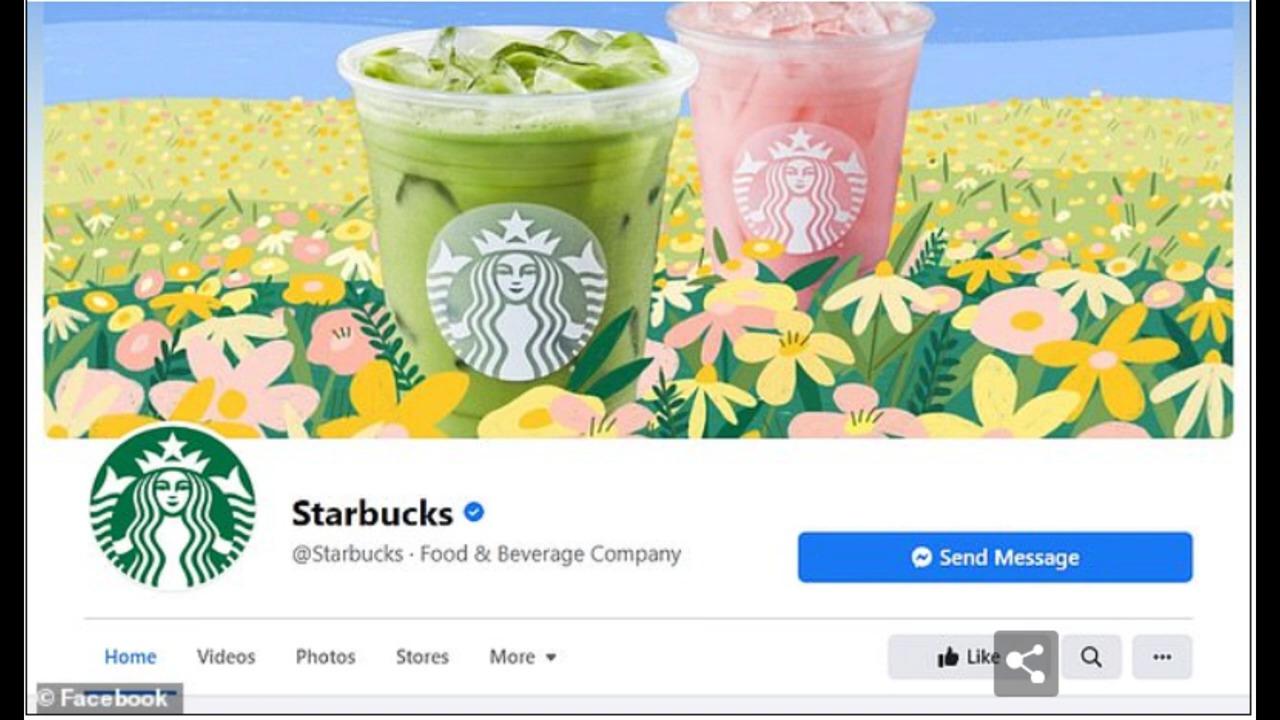 Starbucks
@Starbucks · Food & Beverage Company
Send Message
Home Videos Photos Stores More
Like
© Facebook